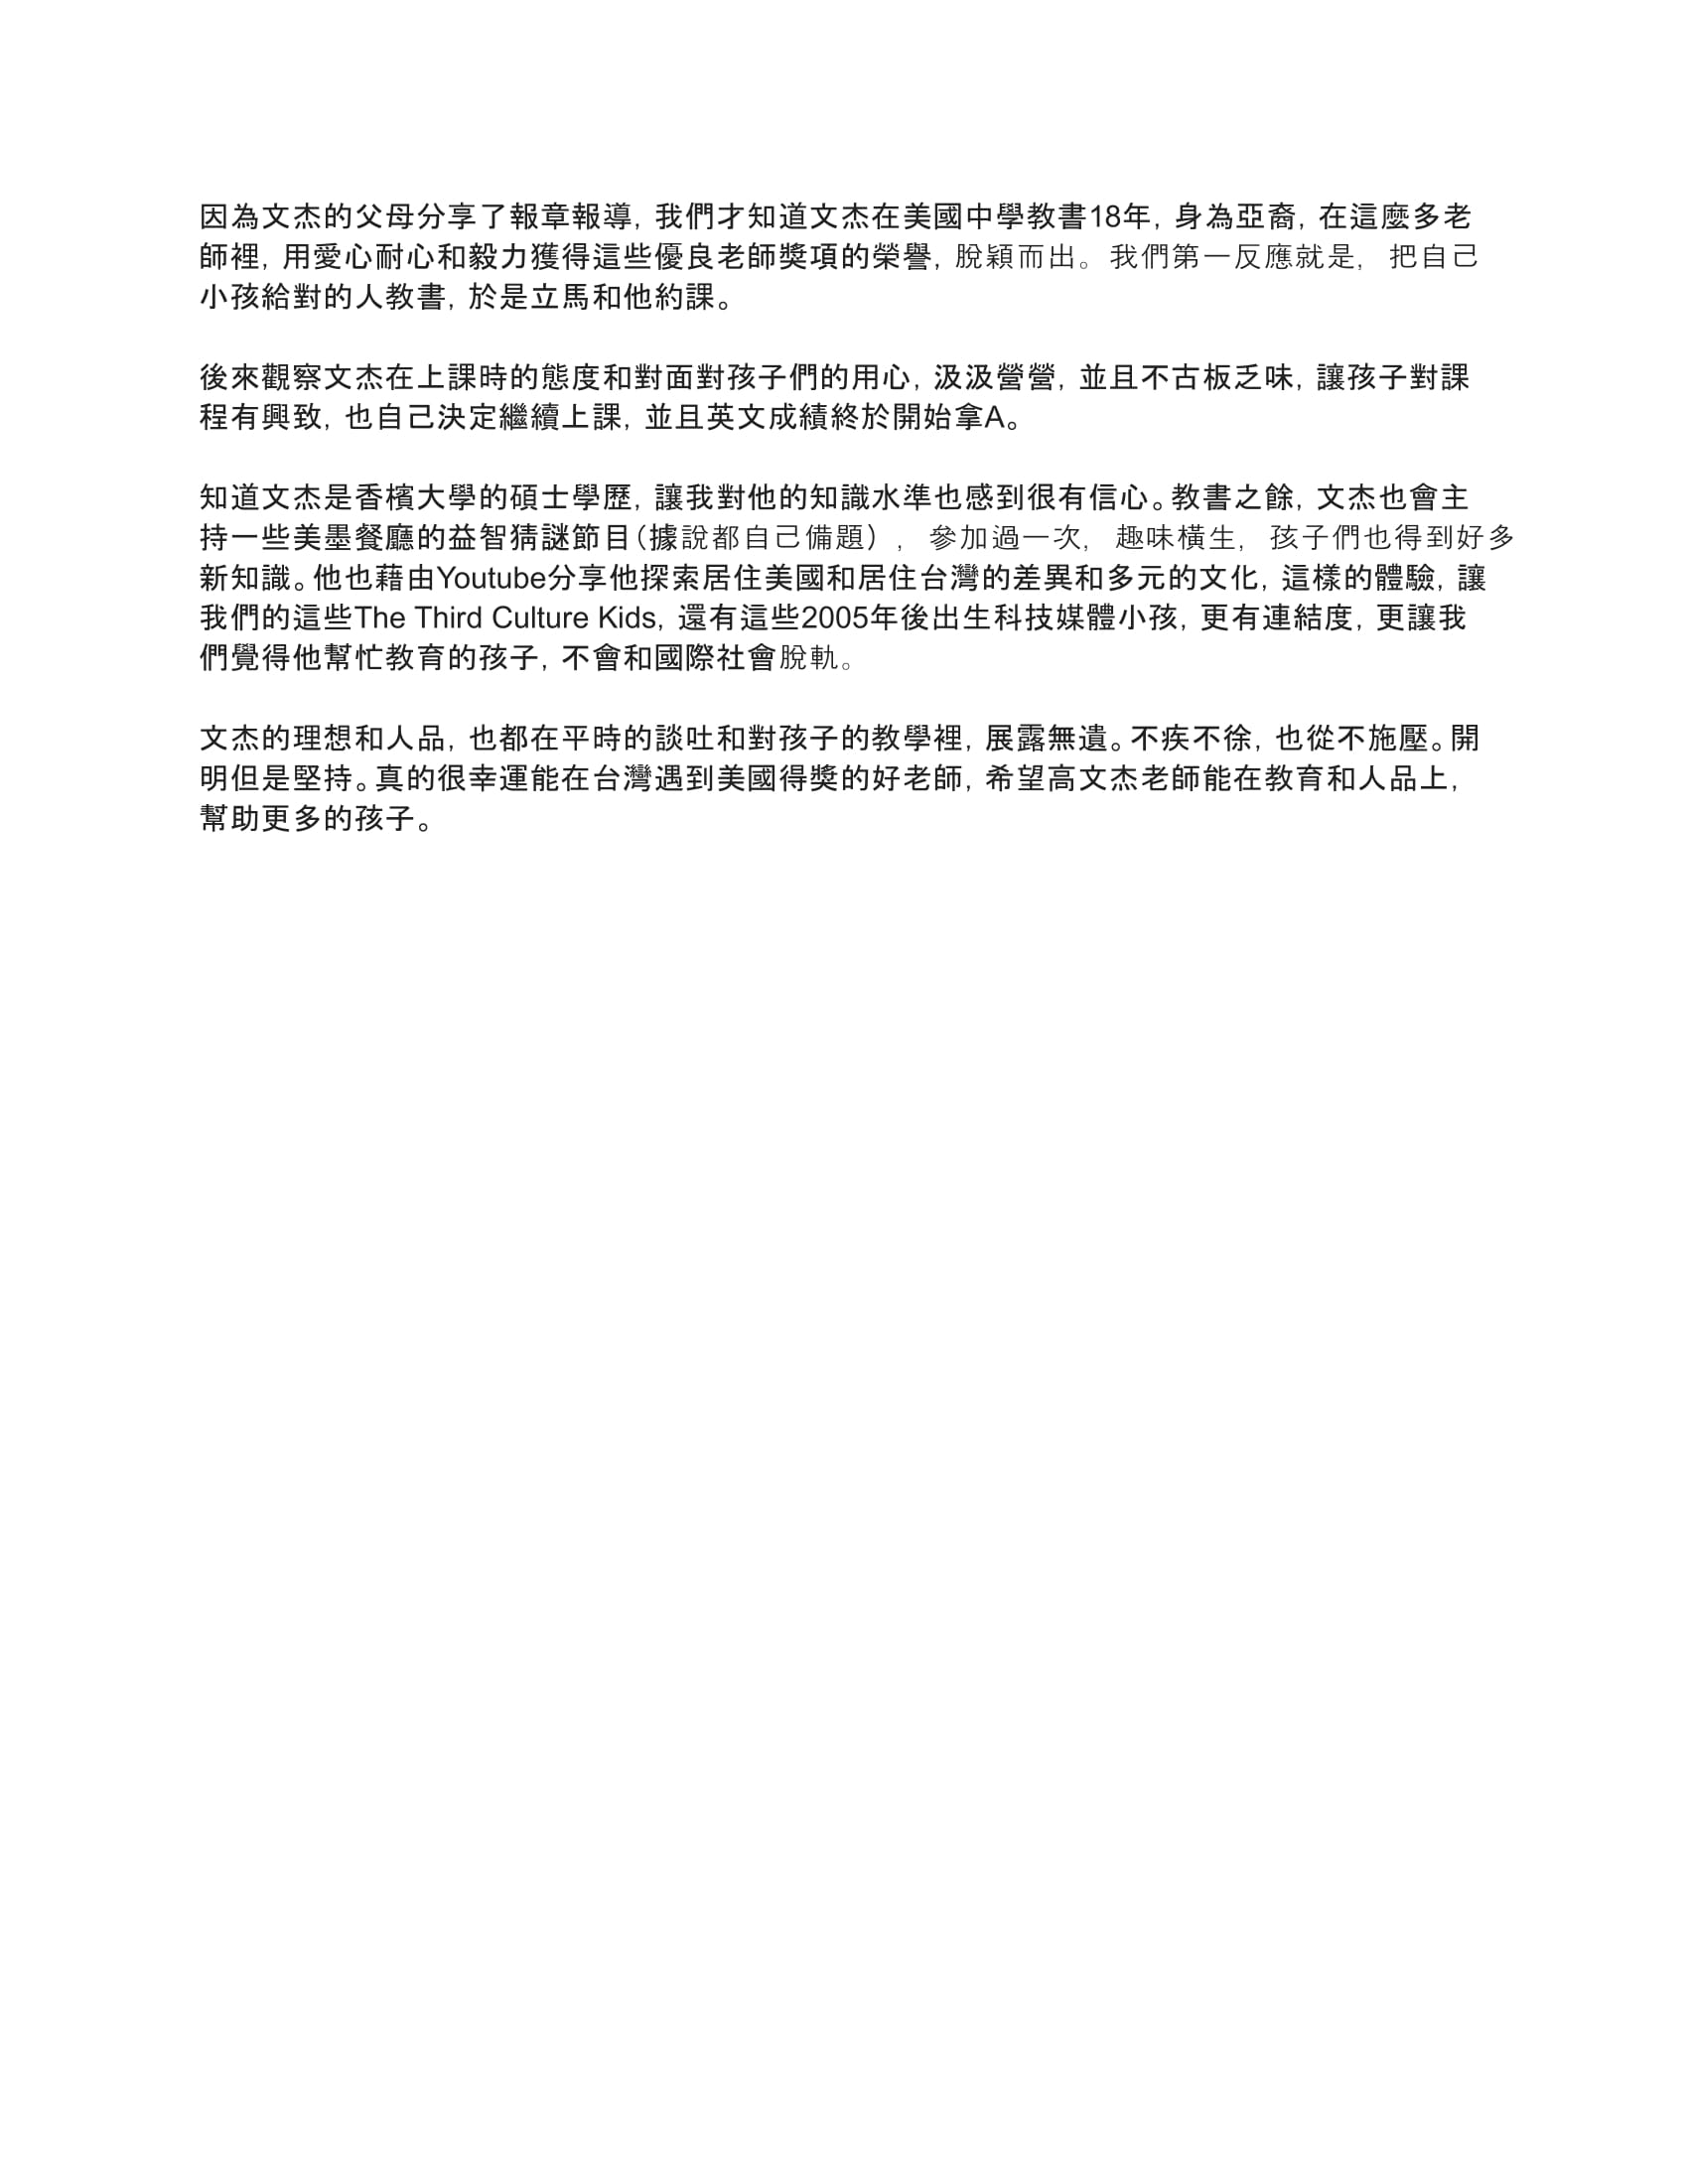 因為文杰的父母分享了報章報導，我們才知道文杰在美國中學教書18年，身為亞裔，在這麼多老
師裡，用愛心耐心和毅力獲得這些優良老師獎項的榮譽，脫穎而出。我們第一反應就是，把自己
小孩給對的人教書，於是立馬和他約課。
後來觀察文杰在上課時的態度和對面對孩子們的用心，汲汲營營，並且不古板乏味，讓孩子對課
程有興致，也自己決定繼續上課，並且英文成績終於開始拿A。
知道文杰是香檳大學的碩士學歷，讓我對他的知識水準也感到很有信心。教書之餘，文杰也會主
持一些美墨餐廳的益智猜謎節目（據說都自己備題），參加過一次，趣味橫生，孩子們也得到好多
新知識。他也藉由Youtube分享他探索居住美國和居住台灣的差異和多元的文化，這樣的體驗，讓
我們的這些The Third Culture Kids，還有這些2005年後出生科技媒體小孩，更有連結度，更讓我
們覺得他幫忙教育的孩子，不會和國際社會脫軌。
文杰的理想和人品，也都在平時的談吐和對孩子的教學裡，展露無遺。不疾不徐，也從不施壓。開
明但是堅持。真的很幸運能在台灣遇到美國得獎的好老師，希望高文杰老師能在教育和人品上，
幫助更多的孩子。